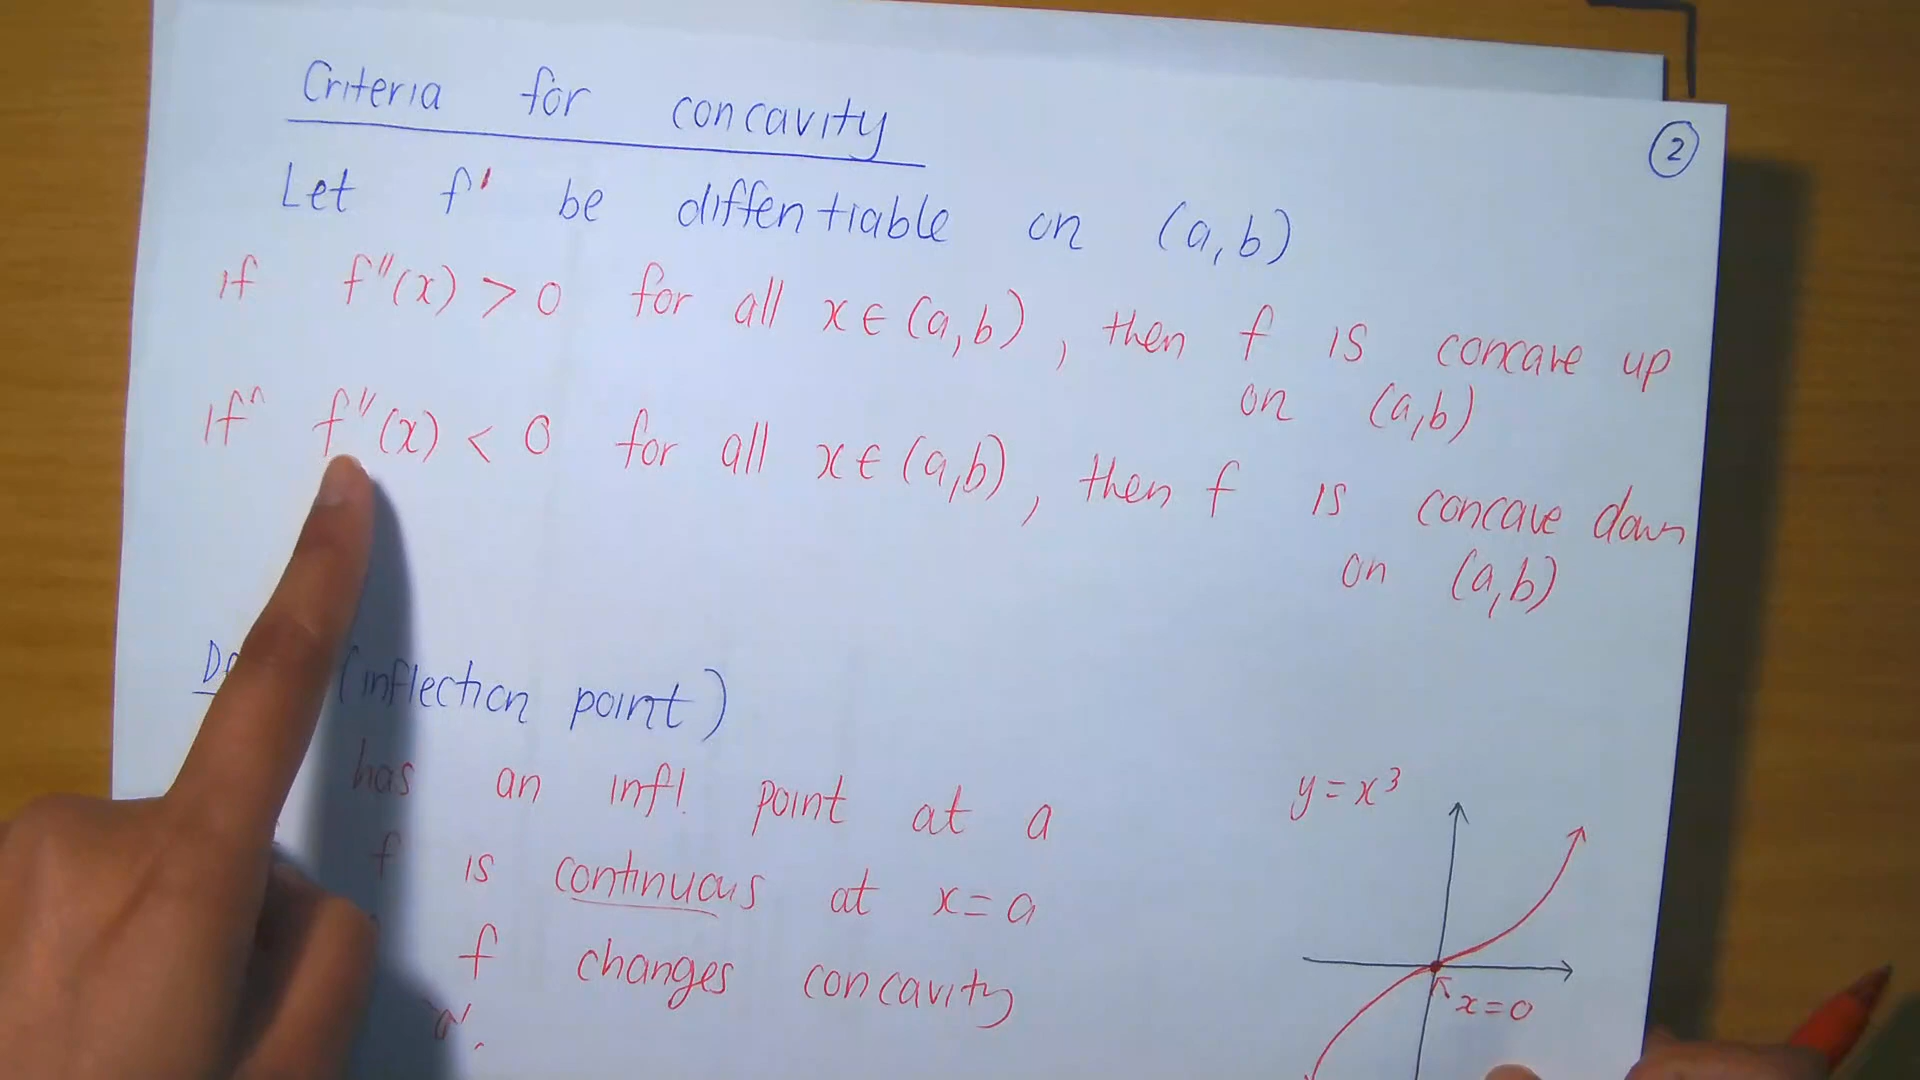 Criteria for concavity
2
Let f' be diffentiable on (a,b)
If f''(x) > 0 for all x∈(a,b), then f is concave up
on (a,b)
If f''(x) < 0 for all x∈(a,b), then f is concave down
on (a,b)
(inflection point)
has an infl. point at a
f is continuous at x=a
f changes concavity
y=x³
x=0